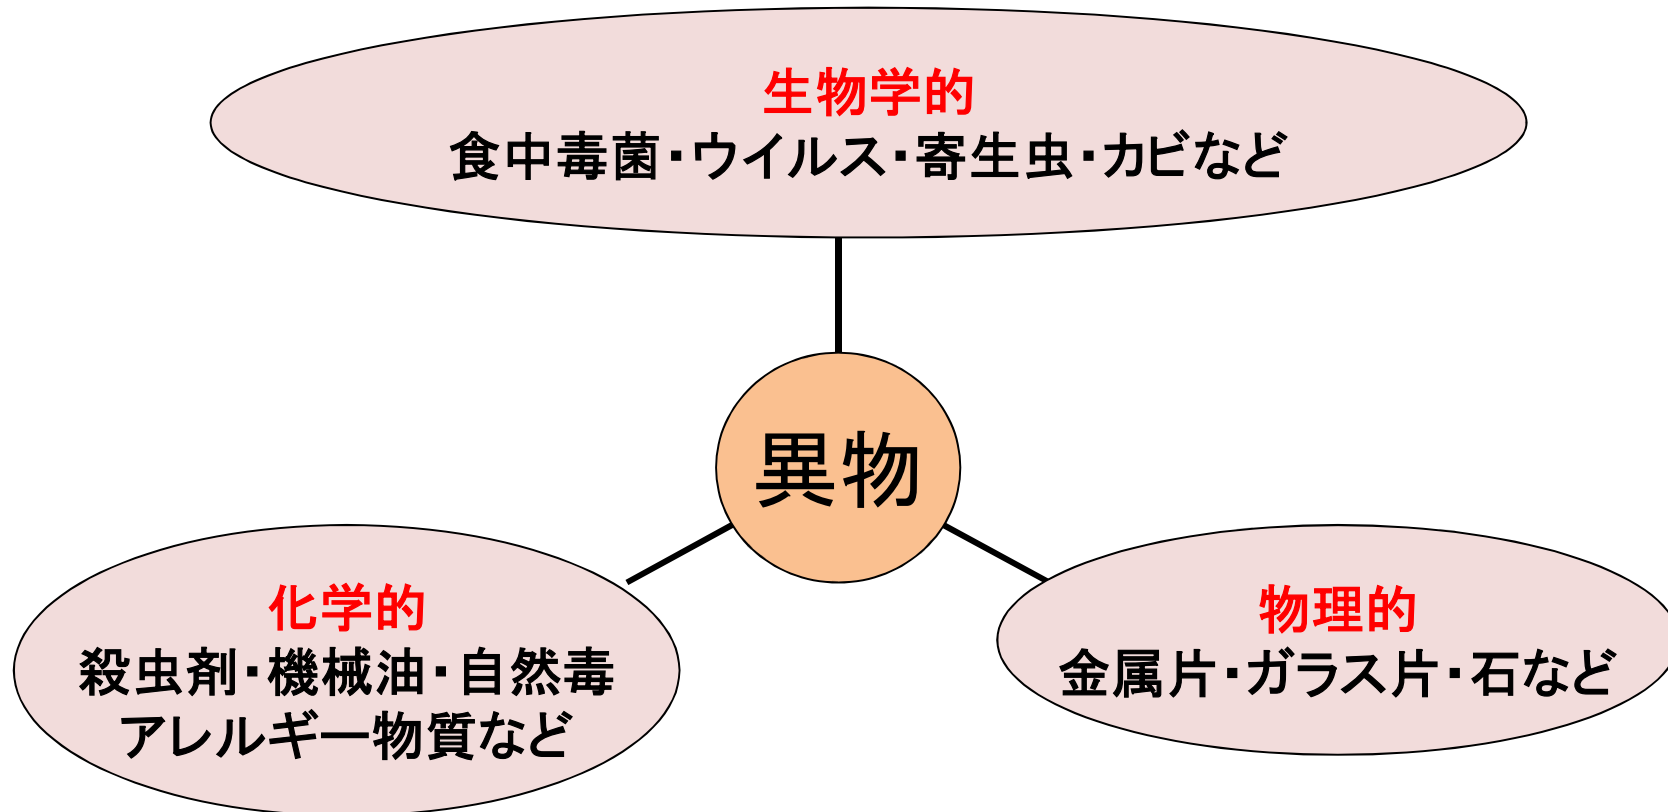 生物学的
食中毒菌・ウイルス・寄生虫・カビなど
異物
化学的
殺虫剤・機械油・自然毒
アレルギー物質など
物理的
金属片・ガラス片・石など